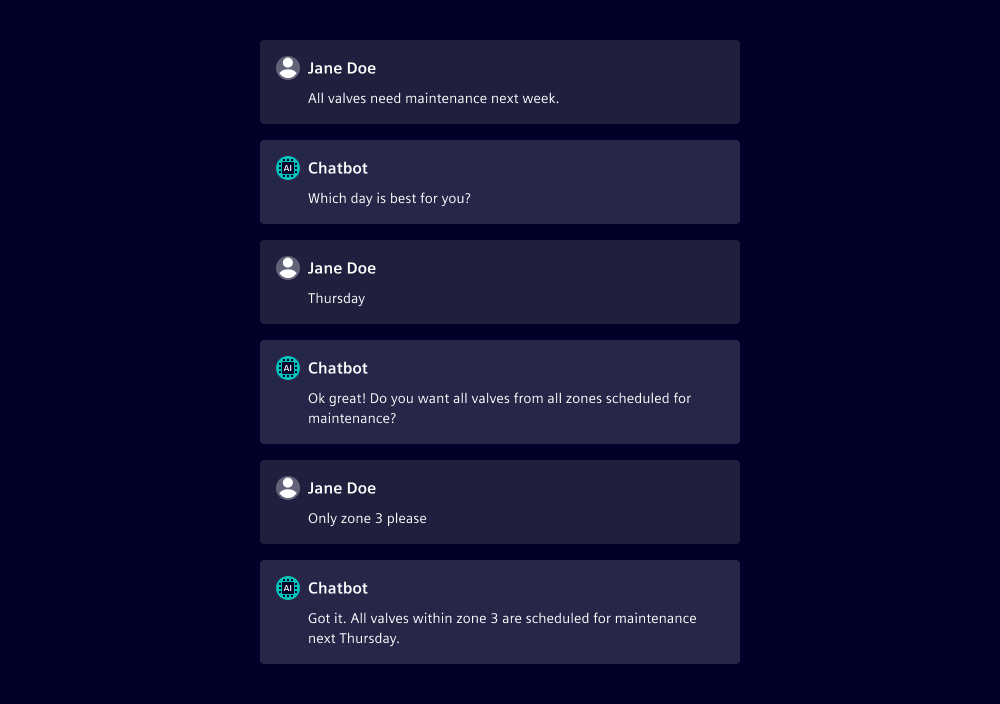 Jane Doe
All valves need maintenance next week.
AI
Chatbot
Which day is best for you?
Jane Doe
Thursday
AI
Chatbot
Ok great! Do you want all valves from all zones scheduled for
maintenance?
Jane Doe
Only zone 3 please
AI
Chatbot
Got it. All valves within zone 3 are scheduled for maintenance
next Thursday.